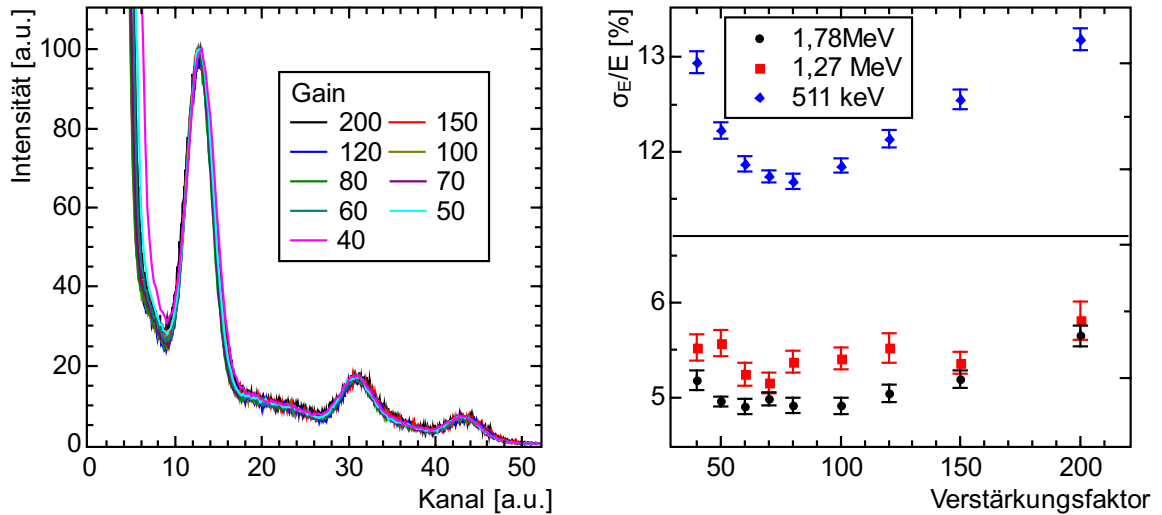 Intensität [a.u.]
100
80
60
40
20
0
Gain
200 150
120 100
80 70
60 50
40
0 10 20 30 40 50
Kanal [a.u.]
σE/E [%]
13
12
6
5
1,78MeV
1,27 MeV
511 keV
50 100 150 200
Verstärkungsfaktor